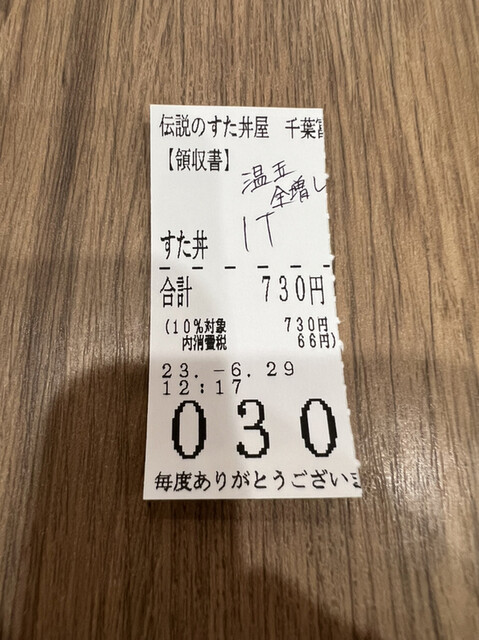 伝説のすた丼屋 千葉
【領収書】
温玉
全増し
1T
すた丼
合計 730円
(10%対象 730円
内消費税 66円)
23.-6.29
12:17
030
毎度ありがとうござい